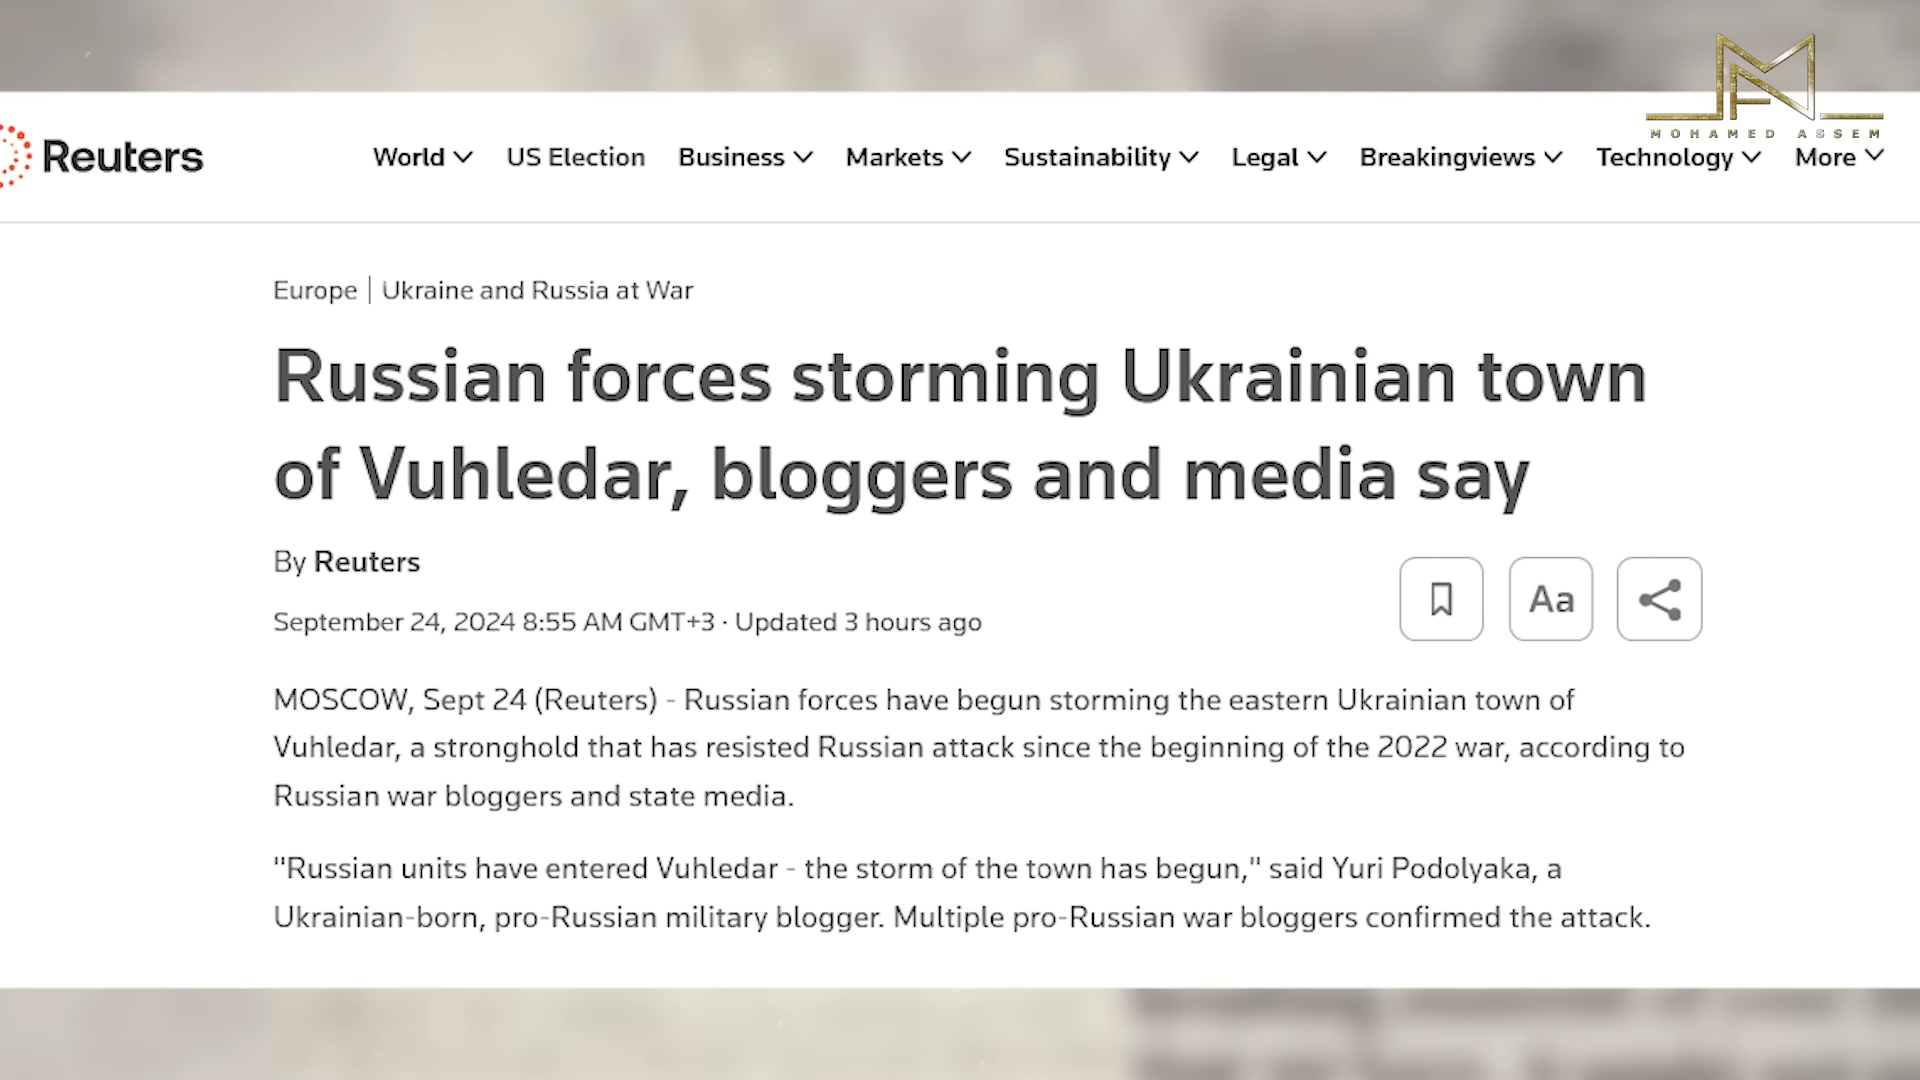 MOHAMED ASSEM
Reuters
World
US Election
Business
Markets
Sustainability
Legal
Breakingviews
Technology
More
Europe | Ukraine and Russia at War
Russian forces storming Ukrainian town
of Vuhledar, bloggers and media say
By Reuters
September 24, 2024 8:55 AM GMT+3 · Updated 3 hours ago
Aa
MOSCOW, Sept 24 (Reuters) - Russian forces have begun storming the eastern Ukrainian town of
Vuhledar, a stronghold that has resisted Russian attack since the beginning of the 2022 war, according to
Russian war bloggers and state media.
"Russian units have entered Vuhledar - the storm of the town has begun," said Yuri Podolyaka, a
Ukrainian-born, pro-Russian military blogger. Multiple pro-Russian war bloggers confirmed the attack.